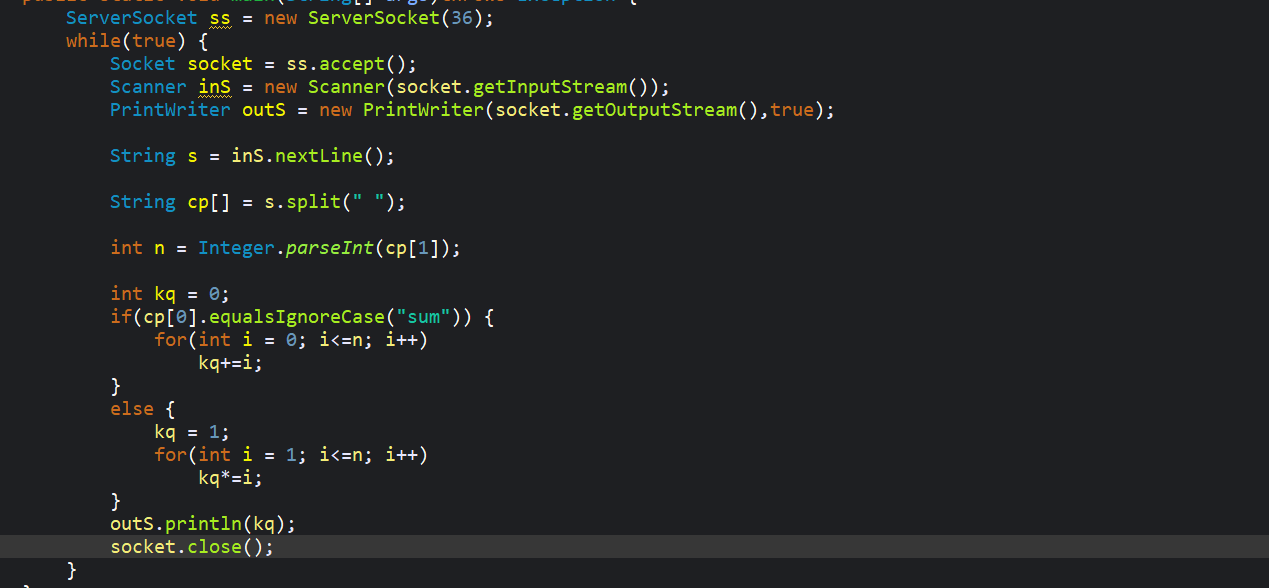 public static void main(String[] args)throws Exception {
ServerSocket ss = new ServerSocket(36);
while(true) {
Socket socket = ss.accept();
Scanner inS = new Scanner(socket.getInputStream());
PrintWriter outS = new PrintWriter(socket.getOutputStream(),true);
String s = inS.nextLine();
String cp[] = s.split(" ");
int n = Integer.parseInt(cp[1]);
int kq = 0;
if(cp[0].equalsIgnoreCase("sum")) {
for(int i = 0; i<=n; i++)
kq+=i;
}
else {
kq = 1;
for(int i = 1; i<=n; i++)
kq*=i;
}
outS.println(kq);
socket.close();
}
}